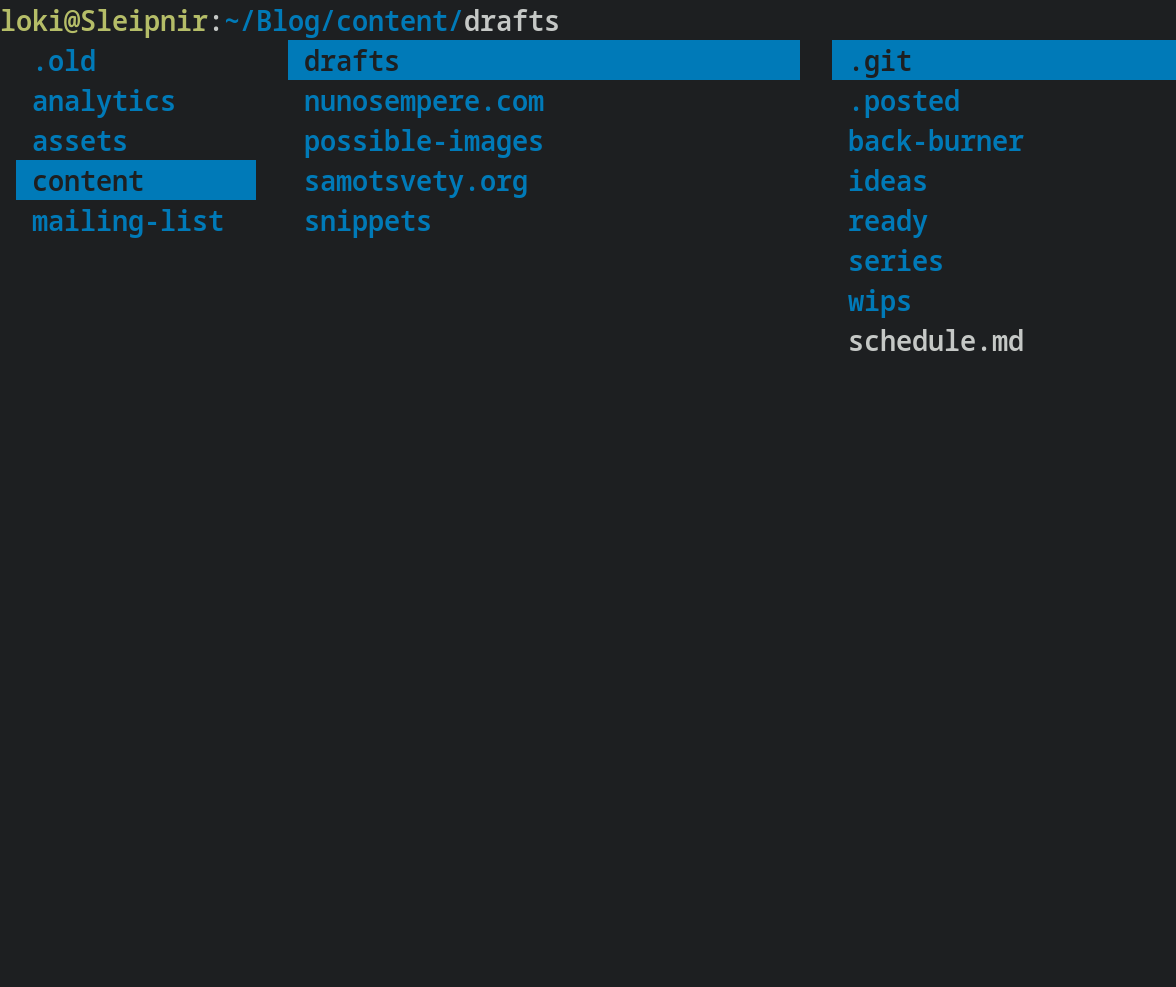 loki@Sleipnir:~/Blog/content/drafts
.old drafts .git
analytics nunosempere.com .posted
assets possible-images back-burner
content samotsvety.org ideas
mailing-list snippets ready
series
wips
schedule.md